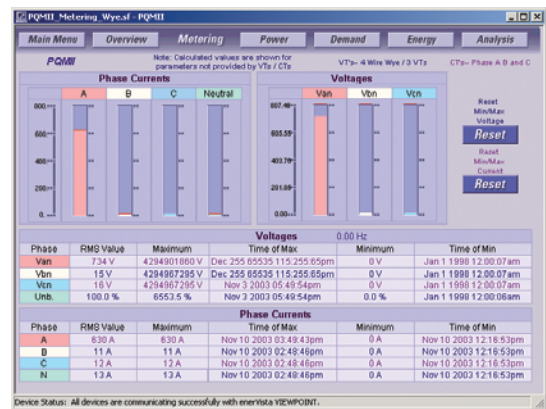 PQMII_Metering_Wye.sf - PQMII
Main Menu Overview Metering Power Demand Energy Analysis
PQMII
Note: Calculated values are shown for
parameters not provided by VTs / CTs
VT's- 4 Wire Wye / 3 VTs
CT's- Phase A B and C
Phase Currents
A B C Neutral
800.
600.
400.
200.
0.
Voltages
Van Vbn Vcn
807.40
605.55
403.70
201.85
0.00
Reset
Min/Max
Voltage
Reset
Reset
Min/Max
Current
Reset
Voltages 0.00 Hz
Phase RMS Value Maximum Time of Max Minimum Time of Min
Van 734 V 4294901860 V Dec 255 65535 115:255:65pm 0 V Jan 1 1998 12:00:07am
Vbn 15 V 4294967295 V Dec 255 65535 115:255:65pm 0 V Jan 1 1998 12:00:07am
Vcn 16 V 4294967295 V Nov 3 2003 05:49:54pm 0 V Jan 1 1998 12:00:07am
Unb. 100.0 % 6553.5 % Nov 3 2003 05:49:54pm 0.0 % Jan 1 1998 12:00:06am
Phase Currents
Phase RMS Value Maximum Time of Max Minimum Time of Min
A 630 A 630 A Nov 10 2003 03:49:43pm 0 A Nov 10 2003 12:16:53pm
B 11 A 11 A Nov 10 2003 02:48:46pm 0 A Nov 10 2003 12:16:53pm
C 12 A 12 A Nov 10 2003 02:48:46pm 0 A Nov 10 2003 12:16:53pm
N 13 A 13 A Nov 10 2003 02:48:46pm 0 A Nov 10 2003 12:16:53pm
Device Status: All devices are communicating successfully with enerVista VIEWPOINT.